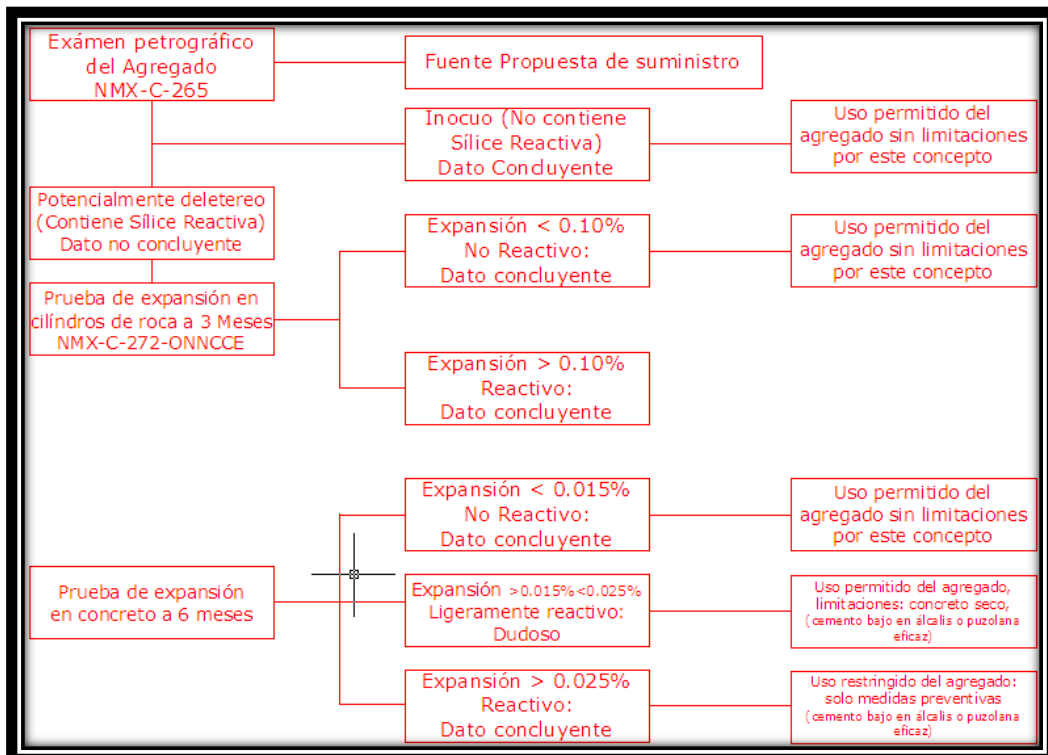 Exámen petrográfico
del Agregado
NMX-C-265
Fuente Propuesta de suministro
Inocuo (No contiene
Sílice Reactiva)
Dato Concluyente
Uso permitido del
agregado sin limitaciones
por este concepto
Potencialmente deletereo
(Contiene Sílice Reactiva)
Dato no concluyente
Expansión < 0.10%
No Reactivo:
Dato concluyente
Uso permitido del
agregado sin limitaciones
por este concepto
Prueba de expansión en
cilíndros de roca a 3 Meses
NMX-C-272-ONNCCE
Expansión > 0.10%
Reactivo:
Dato concluyente
Expansión < 0.015%
No Reactivo:
Dato concluyente
Uso permitido del
agregado sin limitaciones
por este concepto
Prueba de expansión
en concreto a 6 meses
Expansión >0.015%<0.025%
Ligeramente reactivo:
Dudoso
Uso permitido del agregado,
limitaciones: concreto seco,
(cemento bajo en álcalis o puzolana
eficaz)
Expansión > 0.025%
Reactivo:
Dato concluyente
Uso restringido del agregado:
solo medidas preventivas
(cemento bajo en álcalis o puzolana
eficaz)